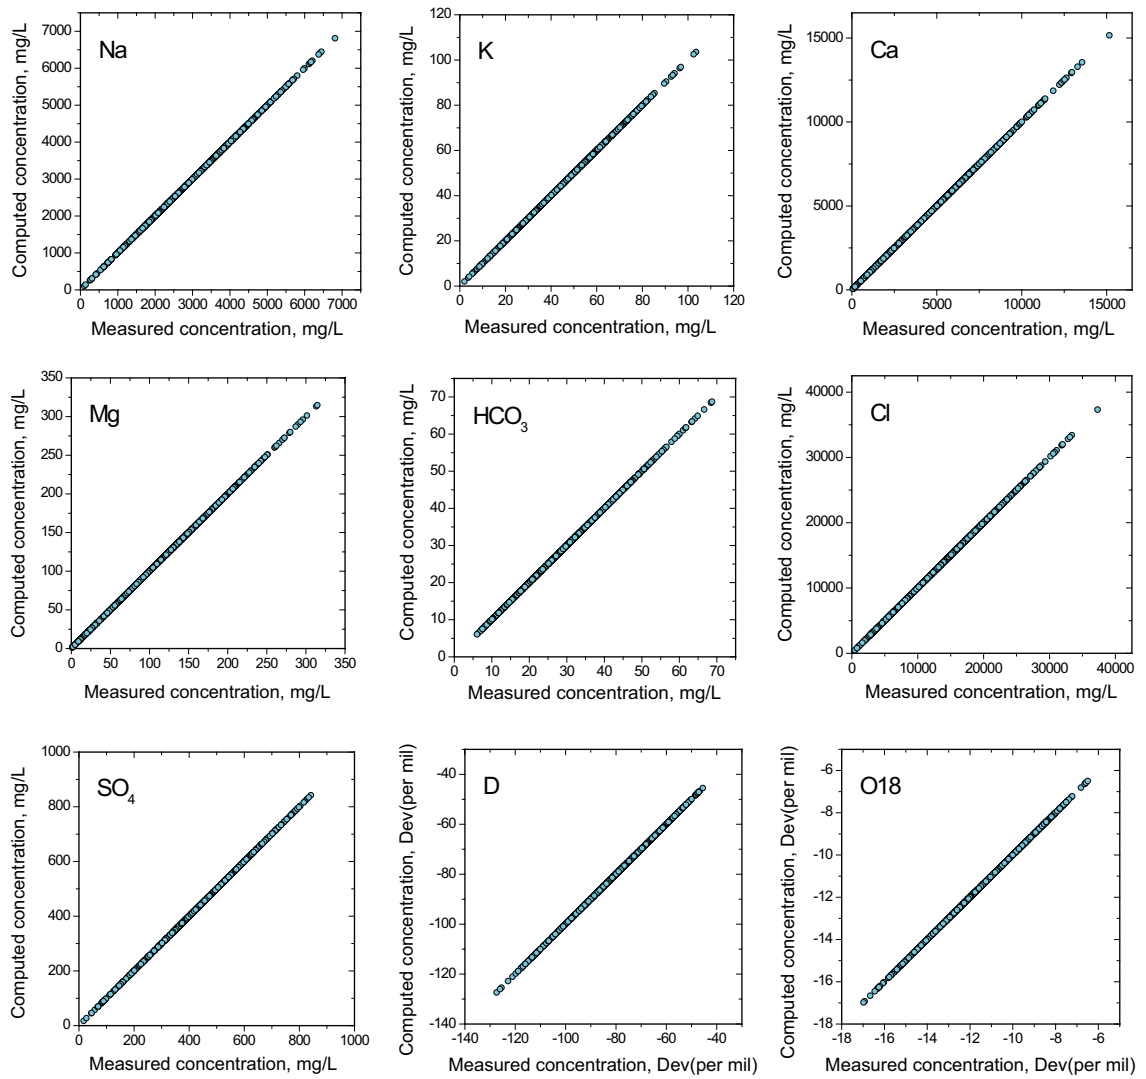 Na
Computed concentration, mg/L
7000
6000
5000
4000
3000
2000
1000
0
0 1000 2000 3000 4000 5000 6000 7000
Measured concentration, mg/L
K
Computed concentration, mg/L
120
100
80
60
40
20
0
0 20 40 60 80 100 120
Measured concentration, mg/L
Ca
Computed concentration, mg/L
15000
10000
5000
0
0 5000 10000 15000
Measured concentration, mg/L
Mg
Computed concentration, mg/L
350
300
250
200
150
100
50
0
0 50 100 150 200 250 300 350
Measured concentration, mg/L
HCO3
Computed concentration, mg/L
70
60
50
40
30
20
10
0
0 10 20 30 40 50 60 70
Measured concentration, mg/L
Cl
Computed concentration, mg/L
40000
30000
20000
10000
0
0 10000 20000 30000 40000
Measured concentration, mg/L
SO4
Computed concentration, mg/L
1000
800
600
400
200
0
0 200 400 600 800 1000
Measured concentration, mg/L
D
Computed concentration, Dev(per mil)
-40
-60
-80
-100
-120
-140
-140 -120 -100 -80 -60 -40
Measured concentration, Dev(per mil)
O18
Computed concentration, Dev(per mil)
-6
-8
-10
-12
-14
-16
-18
-18 -16 -14 -12 -10 -8 -6
Measured concentration, Dev(per mil)